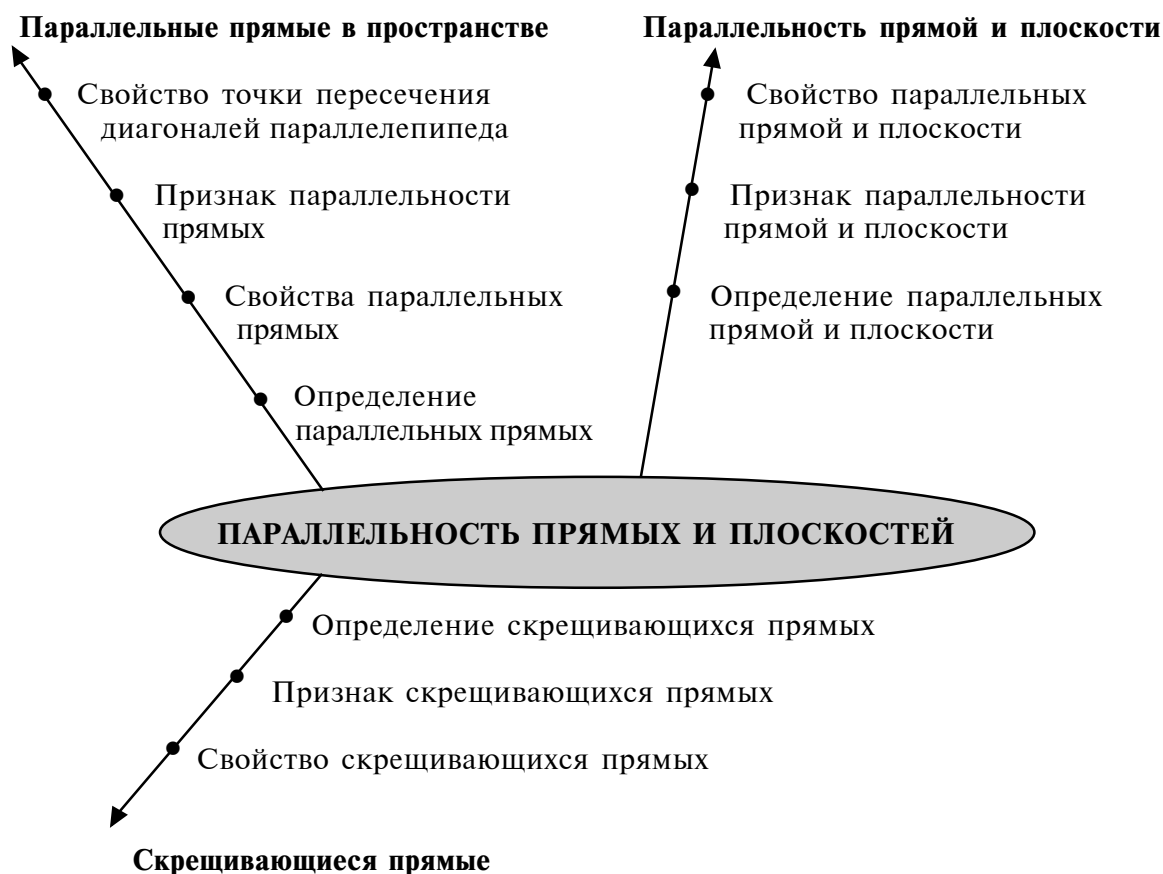 Параллельные прямые в пространстве
Свойство точки пересечения
диагоналей параллелепипеда
Признак параллельности
прямых
Свойства параллельных
прямых
Определение
параллельных прямых
Параллельность прямой и плоскости
Свойство параллельных
прямой и плоскости
Признак параллельности
прямой и плоскости
Определение параллельных
прямой и плоскости
ПАРАЛЛЕЛЬНОСТЬ ПРЯМЫХ И ПЛОСКОСТЕЙ
Определение скрещивающихся прямых
Признак скрещивающихся прямых
Свойство скрещивающихся прямых
Скрещивающиеся прямые